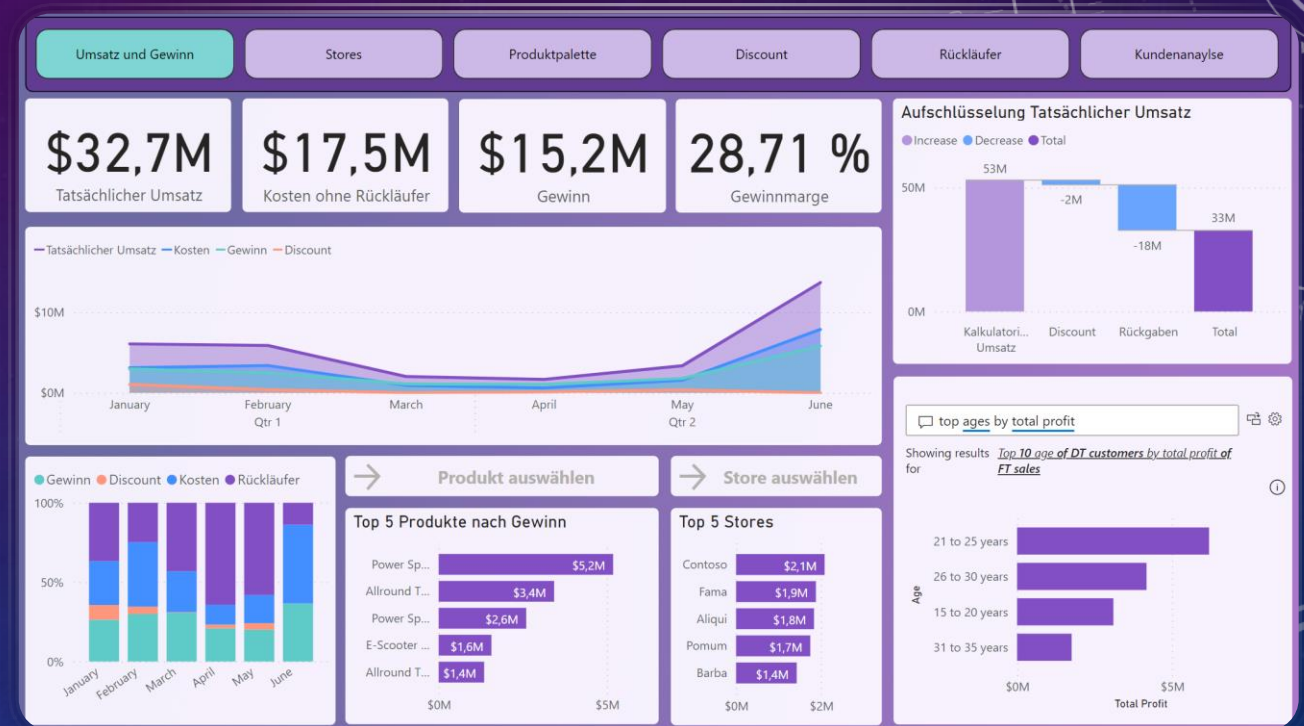 Umsatz und Gewinn
Stores
Produktpalette
Discount
Rückläufer
Kundenanaylse
$32,7M
Tatsächlicher Umsatz
$17,5M
Kosten ohne Rückläufer
$15,2M
Gewinn
28,71 %
Gewinnmarge
Aufschlüsselung Tatsächlicher Umsatz
Increase Decrease Total
50M
0M
53M
-2M
-18M
33M
Kalkulatori...
Umsatz
Discount
Rückgaben
Total
Tatsächlicher Umsatz Kosten Gewinn Discount
$10M
$0M
January February March April May June
Qtr 1 Qtr 2
top ages by total profit
Showing results
for
Top 10 age of DT customers by total profit of
FT sales
Age
21 to 25 years
26 to 30 years
15 to 20 years
31 to 35 years
$0M $5M
Total Profit
Gewinn Discount Kosten Rückläufer
100%
50%
0%
January February March April May June
Produkt auswählen
Top 5 Produkte nach Gewinn
Power Sp... $5,2M
Allround T... $3,4M
Power Sp... $2,6M
E-Scooter ... $1,6M
Allround T... $1,4M
$0M $5M
Store auswählen
Top 5 Stores
Contoso $2,1M
Fama $1,9M
Aliqui $1,8M
Pomum $1,7M
Barba $1,4M
$0M $2M